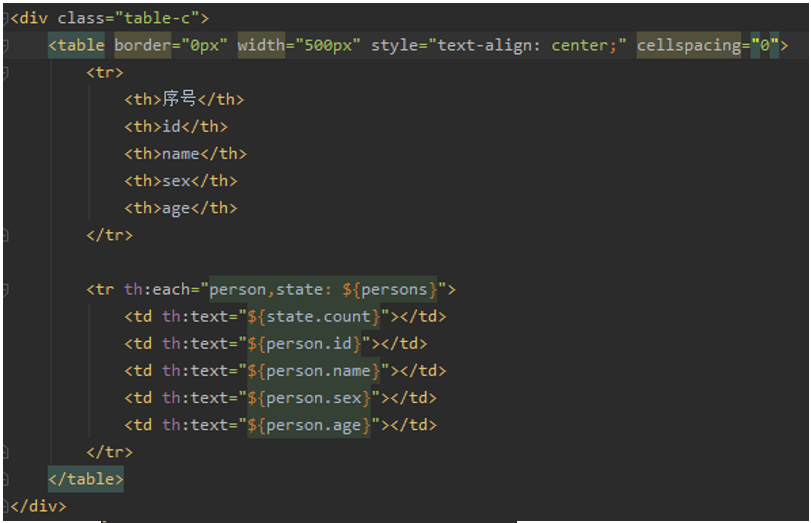 <div class="table-c">
<table border="0px" width="500px" style="text-align: center;" cellspacing="0">
<tr>
<th>序号</th>
<th>id</th>
<th>name</th>
<th>sex</th>
<th>age</th>
</tr>
<tr th:each="person,state: ${persons}">
<td th:text="${state.count}"></td>
<td th:text="${person.id}"></td>
<td th:text="${person.name}"></td>
<td th:text="${person.sex}"></td>
<td th:text="${person.age}"></td>
</tr>
</table>
</div>